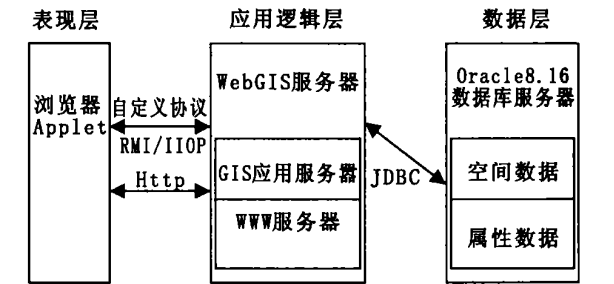 表现层
应用逻辑层
数据层
浏览器
Applet
自定义协议
RMI/IIOP
Http
WebGIS服务器
GIS应用服务器
WWW服务器
JDBC
Oracle8.16
数据库服务器
空间数据
属性数据